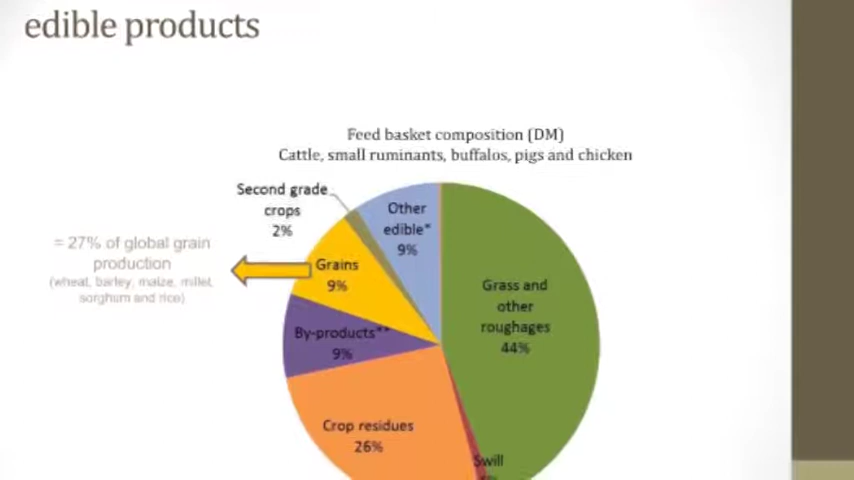 edible products
Feed basket composition (DM)
Cattle, small ruminants, buffalos, pigs and chicken
Second grade
crops
2%
Other
edible*
9%
= 27% of global grain
production
(wheat, barley, maize, millet,
sorghum and rice)
Grains
9%
Grass and
other
roughages
44%
By-products**
9%
Crop residues
26%
Swill